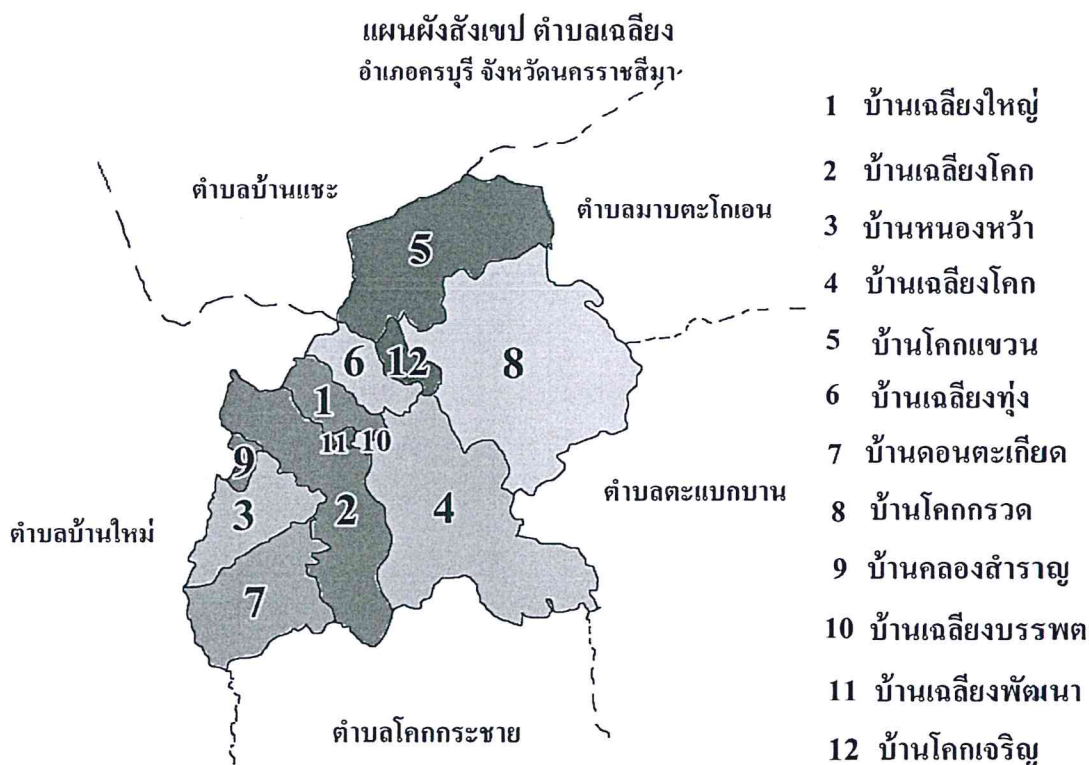 แผนผังสังเขป ตำบลเฉลียง
อำเภอครบุรี จังหวัดนครราชสีมา
ตำบลบ้านแชะ
ตำบลมาบตะโกเอน
5
6
12
8
1
11
10
9
3
2
4
7
ตำบลบ้านใหม่
ตำบลตะแบกบาน
ตำบลโคกกระชาย
1 บ้านเฉลียงใหญ่
2 บ้านเฉลียงโคก
3 บ้านหนองหว้า
4 บ้านเฉลียงโคก
5 บ้านโคกแขวน
6 บ้านเฉลียงทุ่ง
7 บ้านดอนตะเกียด
8 บ้านโคกกรวด
9 บ้านคลองสำราญ
10 บ้านเฉลียงบรรพต
11 บ้านเฉลียงพัฒนา
12 บ้านโคกเจริญ